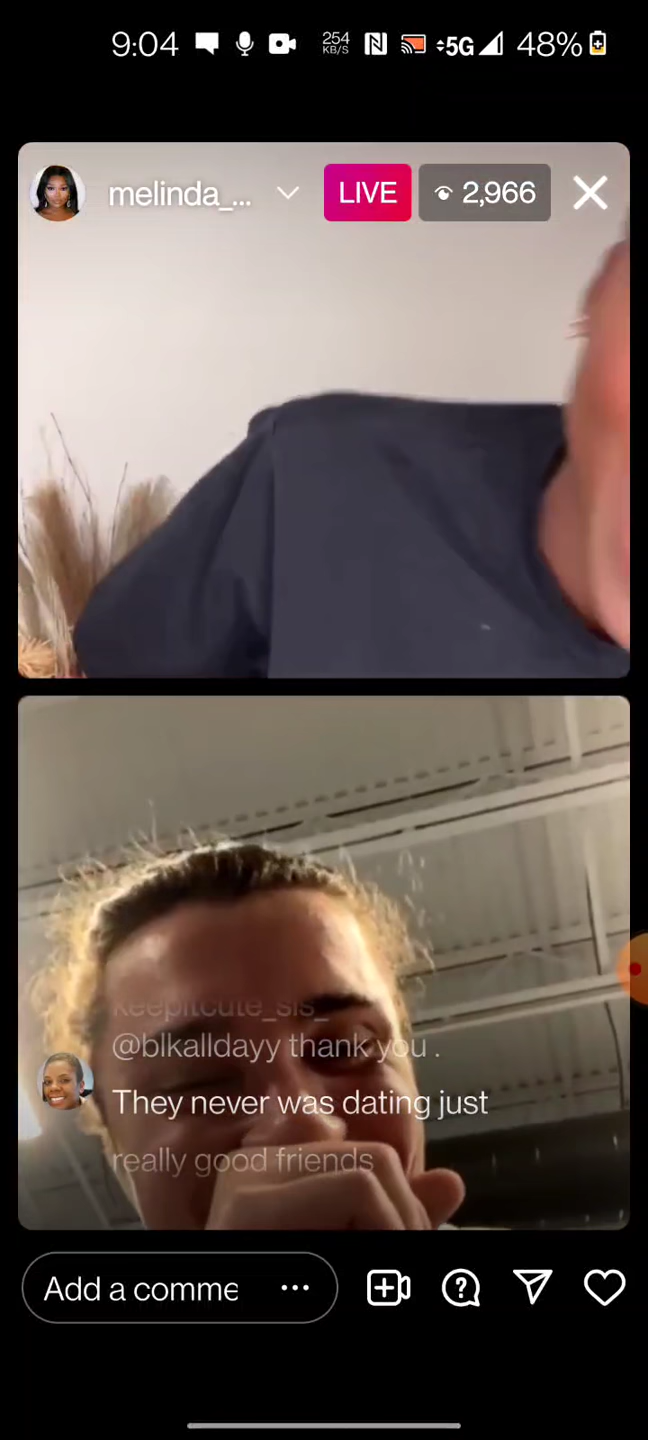 9:04
254
KB/S
5G
48%
melinda_...
LIVE
2,966
keepitcute_sis_
@blkalldayy thank you .
They never was dating just
really good friends
Add a comme